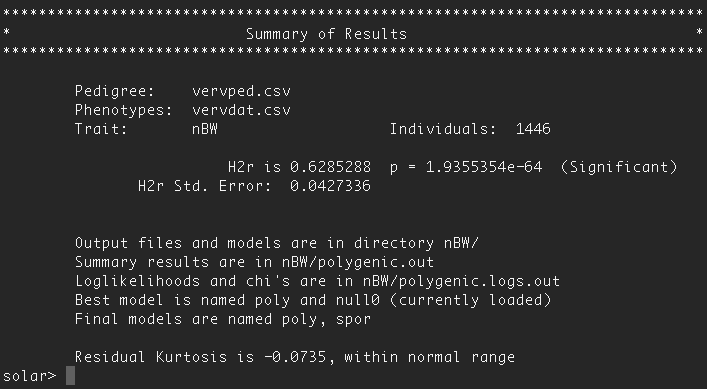 ******************************************************************************
*                          Summary of Results                                *
******************************************************************************
Pedigree:    vervped.csv
Phenotypes:  vervdat.csv
Trait:       nBW                   Individuals:  1446
H2r is 0.6285288  p = 1.9355354e-64  (Significant)
H2r Std. Error:  0.0427336
Output files and models are in directory nBW/
Summary results are in nBW/polygenic.out
Loglikelihoods and chi's are in nBW/polygenic.logs.out
Best model is named poly and null0 (currently loaded)
Final models are named poly, spor
Residual Kurtosis is -0.0735, within normal range
solar>